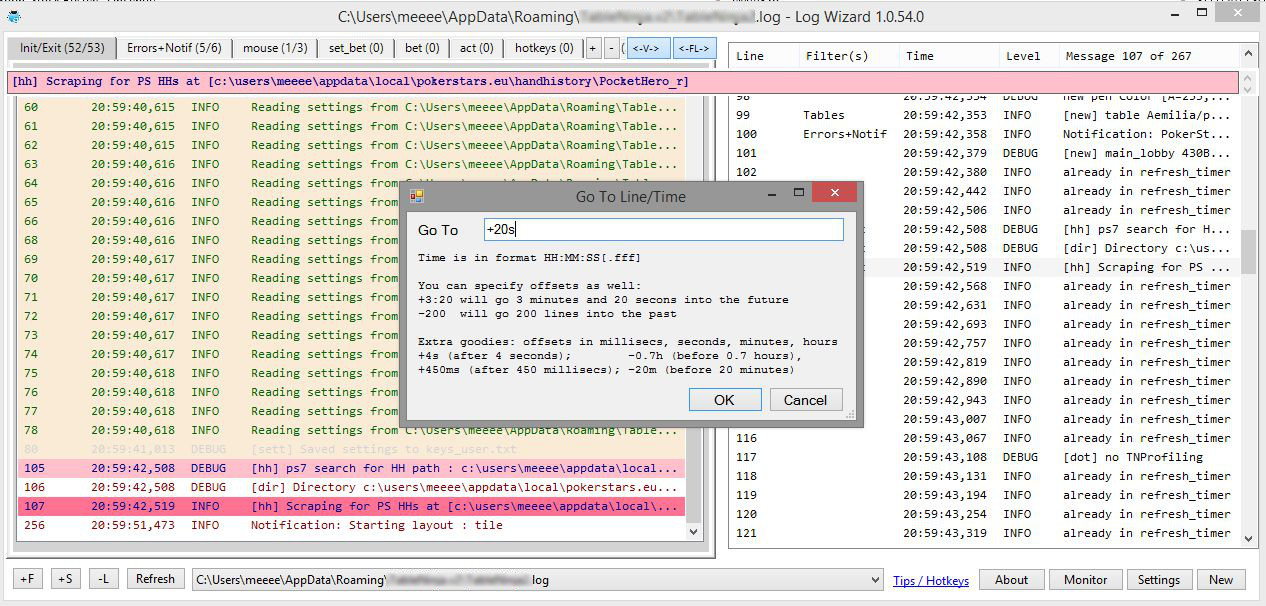 C:\Users\meeee\AppData\Roaming\ .log - Log Wizard 1.0.54.0
Init/Exit (52/53) Errors+Notif (5/6) mouse (1/3) set_bet (0) bet (0) act (0) hotkeys (0) + - ( <-V-> <-FL->
Line Filter(s) Time Level Message 107 of 267
[hh] Scraping for PS HHs at [c:\users\meeee\appdata\local\pokerstars.eu\handhistory\PocketHero_r]
60 20:59:40,615 INFO Reading settings from C:\Users\meeee\AppData\Roaming\Table...
61 20:59:40,615 INFO Reading settings from C:\Users\meeee\AppData\Roaming\Table...
62 20:59:40,615 INFO Reading settings from C:\Users\meeee\AppData\Roaming\Table...
63 20:59:40,616 INFO Reading settings from C:\Users\meeee\AppData\Roaming\Table...
64 20:59:40,616 INFO Reading settings from C:\Users\meeee\AppData\Roaming\Table...
65 20:59:40,616 INFO Reading settings from
66 20:59:40,616 INFO Reading settings from
68 20:59:40,616 INFO Reading settings from
69 20:59:40,617 INFO Reading settings from
70 20:59:40,617 INFO Reading settings from
71 20:59:40,617 INFO Reading settings from
72 20:59:40,617 INFO Reading settings from
73 20:59:40,617 INFO Reading settings from
74 20:59:40,618 INFO Reading settings from
75 20:59:40,618 INFO Reading settings from
76 20:59:40,618 INFO Reading settings from
77 20:59:40,618 INFO Reading settings from
78 20:59:40,618 INFO Reading settings from C:\Users\meeee\AppData\Roaming\Table...
80 20:59:41,013 DEBUG [sett] Saved settings to keys_user.txt
105 20:59:42,508 DEBUG [hh] ps7 search for HH path : c:\users\meeee\appdata\local...
106 20:59:42,508 DEBUG [dir] Directory c:\users\meeee\appdata\local\pokerstars.eu...
107 20:59:42,519 INFO [hh] Scraping for PS HHs at [c:\users\meeee\appdata\local\...
256 20:59:51,473 INFO Notification: Starting layout : tile
Go To Line/Time
Go To +20s
Time is in format HH:MM:SS[.fff]
You can specify offsets as well:
+3:20 will go 3 minutes and 20 secons into the future
-200 will go 200 lines into the past
Extra goodies: offsets in millisecs, seconds, minutes, hours
+4s (after 4 seconds); -0.7h (before 0.7 hours),
+450ms (after 450 millisecs); -20m (before 20 minutes)
OK Cancel
98 20:59:42,334 DEBUG new pen Color [A=255,...
99 Tables 20:59:42,353 INFO [new] table Aemilia/p...
100 Errors+Notif 20:59:42,358 INFO Notification: PokerSt...
101 20:59:42,379 DEBUG [new] main_lobby 430B...
102 20:59:42,380 INFO already in refresh_timer
20:59:42,442 INFO already in refresh_timer
20:59:42,506 INFO already in refresh_timer
20:59:42,508 DEBUG [hh] ps7 search for H...
20:59:42,508 DEBUG [dir] Directory c:\us...
20:59:42,519 INFO [hh] Scraping for PS ...
20:59:42,568 INFO already in refresh_timer
20:59:42,631 INFO already in refresh_timer
20:59:42,693 INFO already in refresh_timer
20:59:42,757 INFO already in refresh_timer
20:59:42,819 INFO already in refresh_timer
20:59:42,890 INFO already in refresh_timer
20:59:42,943 INFO already in refresh_timer
20:59:43,007 INFO already in refresh_timer
116 20:59:43,067 INFO already in refresh_timer
117 20:59:43,108 DEBUG [dot] no TNProfiling
118 20:59:43,131 INFO already in refresh_timer
119 20:59:43,194 INFO already in refresh_timer
120 20:59:43,254 INFO already in refresh_timer
121 20:59:43,319 INFO already in refresh_timer
+F +S -L Refresh C:\Users\meeee\AppData\Roaming\ .log Tips / Hotkeys About Monitor Settings New